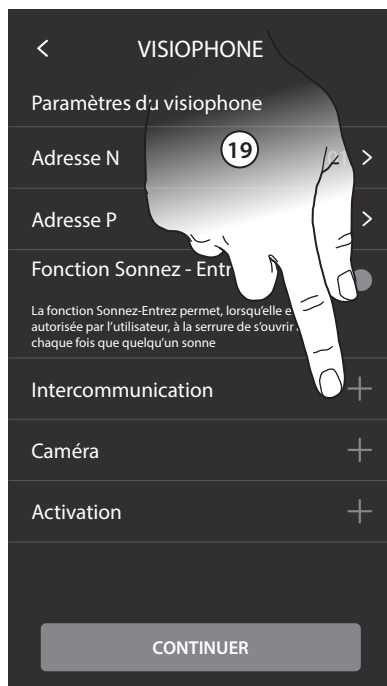 VISIOPHONE
Paramètres du visiophone
Adresse N
19
Adresse P
Fonction Sonnez - Entr
La fonction Sonnez-Entrez permet, lorsqu'elle e
autorisée par l'utilisateur, à la serrure de s'ouvrir
chaque fois que quelqu'un sonne
Intercommunication
Caméra
Activation
CONTINUER